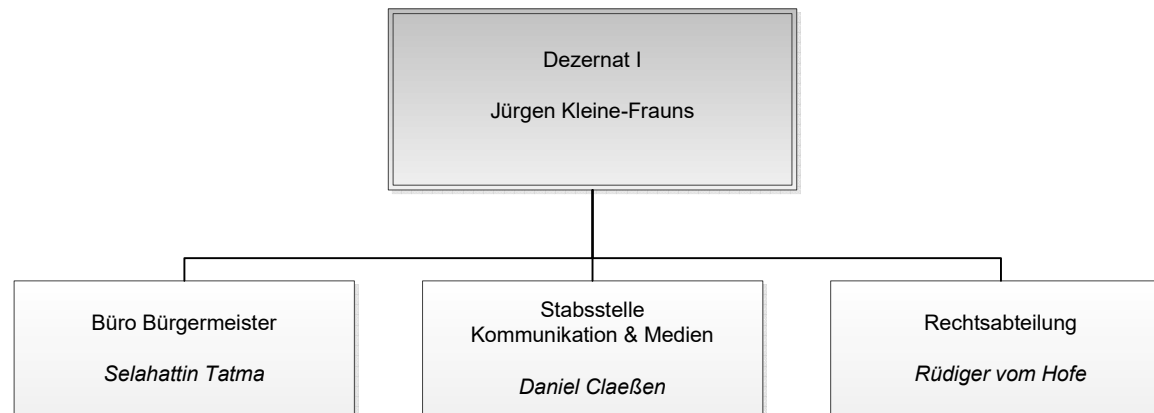 Dezernat I
Jürgen Kleine-Frauns
Büro Bürgermeister
Selahattin Tatma
Stabsstelle
Kommunikation & Medien
Daniel Claeßen
Rechtsabteilung
Rüdiger vom Hofe